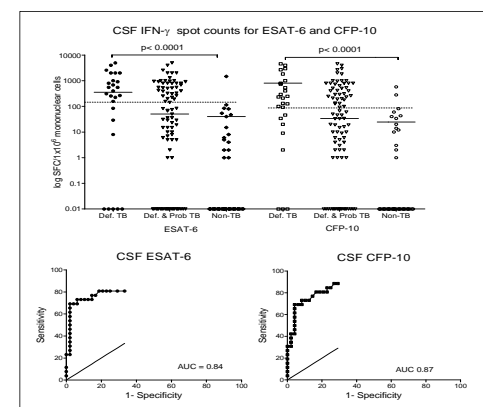 CSF IFN-γ spot counts for ESAT-6 and CFP-10
p< 0.0001
p< 0.0001
log SFC/1x10⁶ mononuclear cells
10000
1000
100
10
1
0.1
0.01
Def. TB
Def. & Prob TB
Non-TB
Def. TB
Def. & Prob TB
Non-TB
ESAT-6
CFP-10
CSF ESAT-6
Sensitivity
100
80
60
40
20
0
AUC = 0.84
0 20 40 60 80 100
1- Specificity
CSF CFP-10
Sensitivity
100
80
60
40
20
0
AUC 0.87
0 20 40 60 80 100
1- Specificity